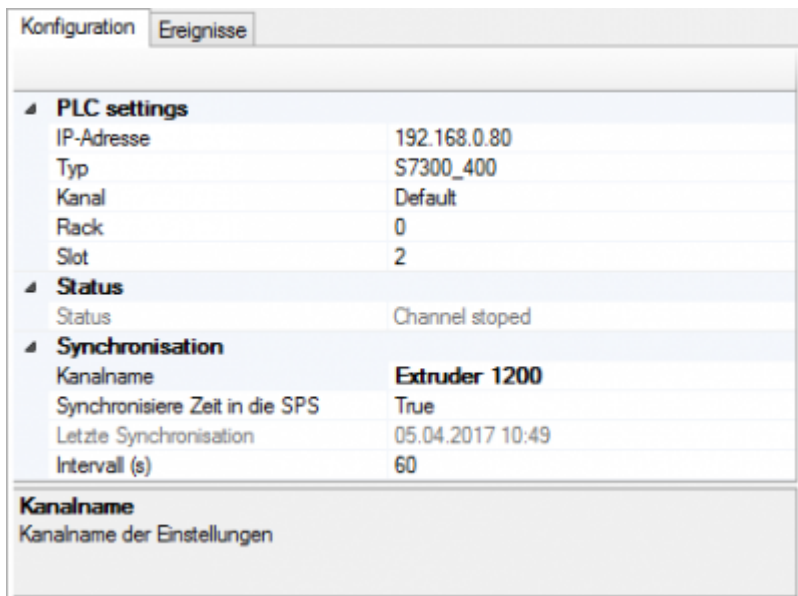 Konfiguration Ereignisse
PLC settings
IP-Adresse 192.168.0.80
Typ S7300_400
Kanal Default
Rack 0
Slot 2
Status
Status Channel stoped
Synchronisation
Kanalname Extruder 1200
Synchronisiere Zeit in die SPS True
Letzte Synchronisation 05.04.2017 10:49
Intervall (s) 60
Kanalname
Kanalname der Einstellungen